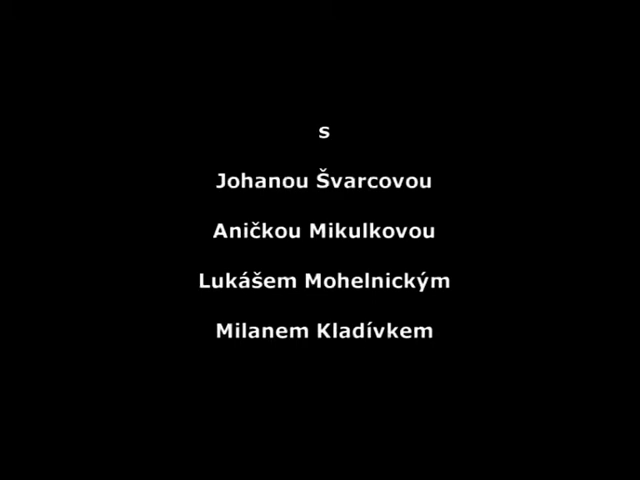 s
Johanou Švarcovou
Aničkou Mikulkovou
Lukášem Mohelnickým
Milanem Kladívkem